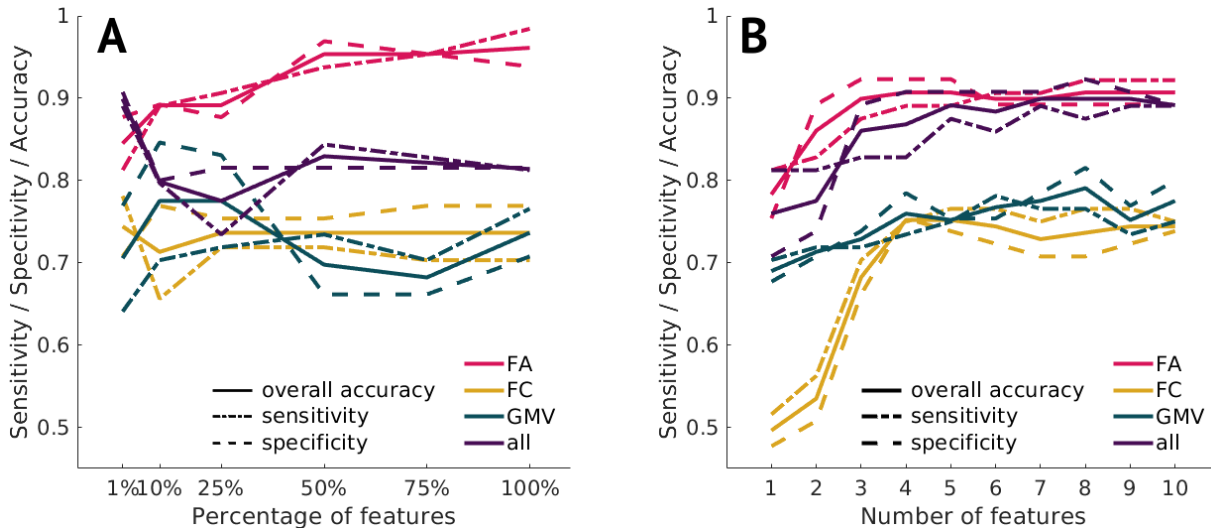 A
Sensitivity / Specificity / Accuracy
1
0.9
0.8
0.7
0.6
0.5
overall accuracy
sensitivity
specificity
FA
FC
GMV
all
1% 10% 25% 50% 75% 100%
Percentage of features
B
Sensitivity / Specificity / Accuracy
1
0.9
0.8
0.7
0.6
0.5
overall accuracy
sensitivity
specificity
FA
FC
GMV
all
1 2 3 4 5 6 7 8 9 10
Number of features